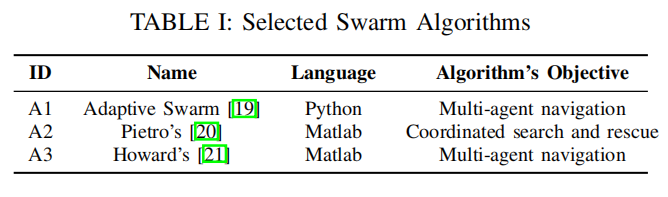 TABLE I: Selected Swarm Algorithms
ID Name Language Algorithm's Objective
A1 Adaptive Swarm [19] Python Multi-agent navigation
A2 Pietro's [20] Matlab Coordinated search and rescue
A3 Howard's [21] Matlab Multi-agent navigation